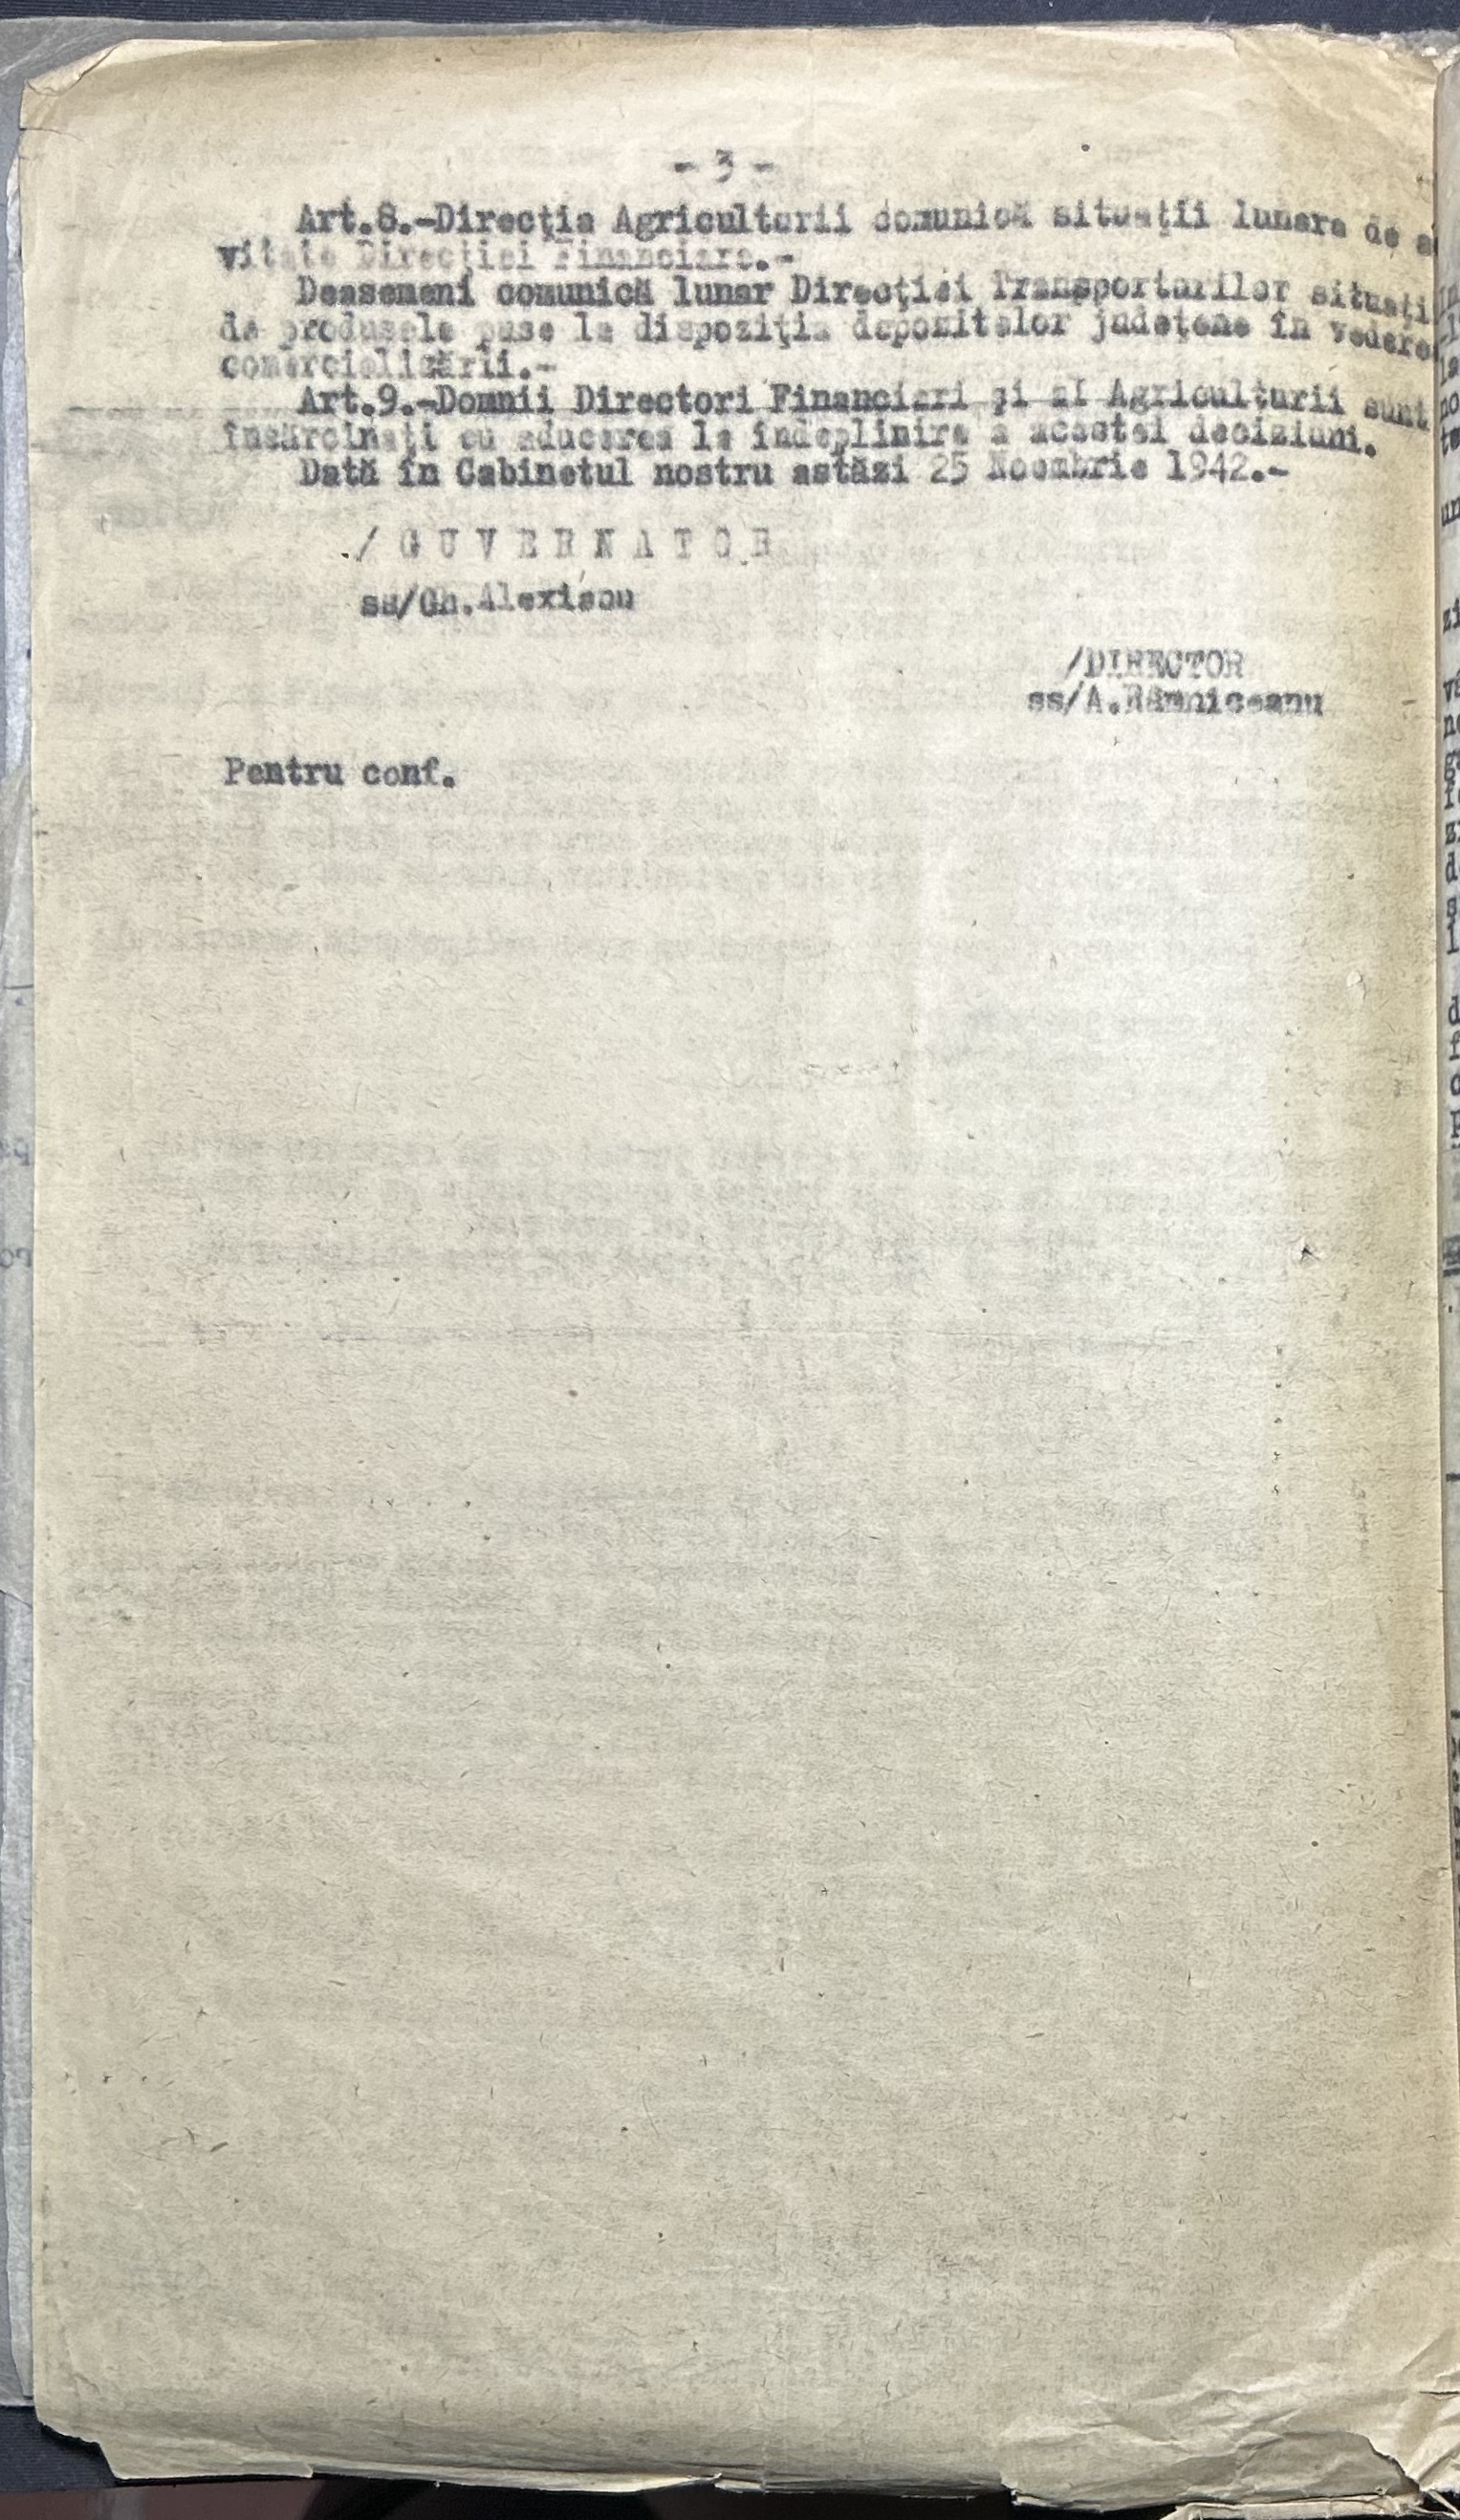 - 3 -
Art.8.-Direcţia Agriculturii comunică situaţii lunare de a
vitate Direcţiei Financiare.-
Deasemeni comunică lunar Direcţiei Transporturilor situaţi
de produsele puse la dispoziţia depozitelor judeţene în vedere
comercializării.-
Art.9.-Domnii Directori Financiari şi al Agriculturii sunt
însărcinaţi cu aducerea la îndeplinire a acestei deciziuni.
Dată în Cabinetul nostru astăzi 25 Noembrie 1942.-
./ G U V E R N A T O R
ss/Gh.Alexianu
/DIRECTOR
ss/A.Râmniceanu
Pentru conf.